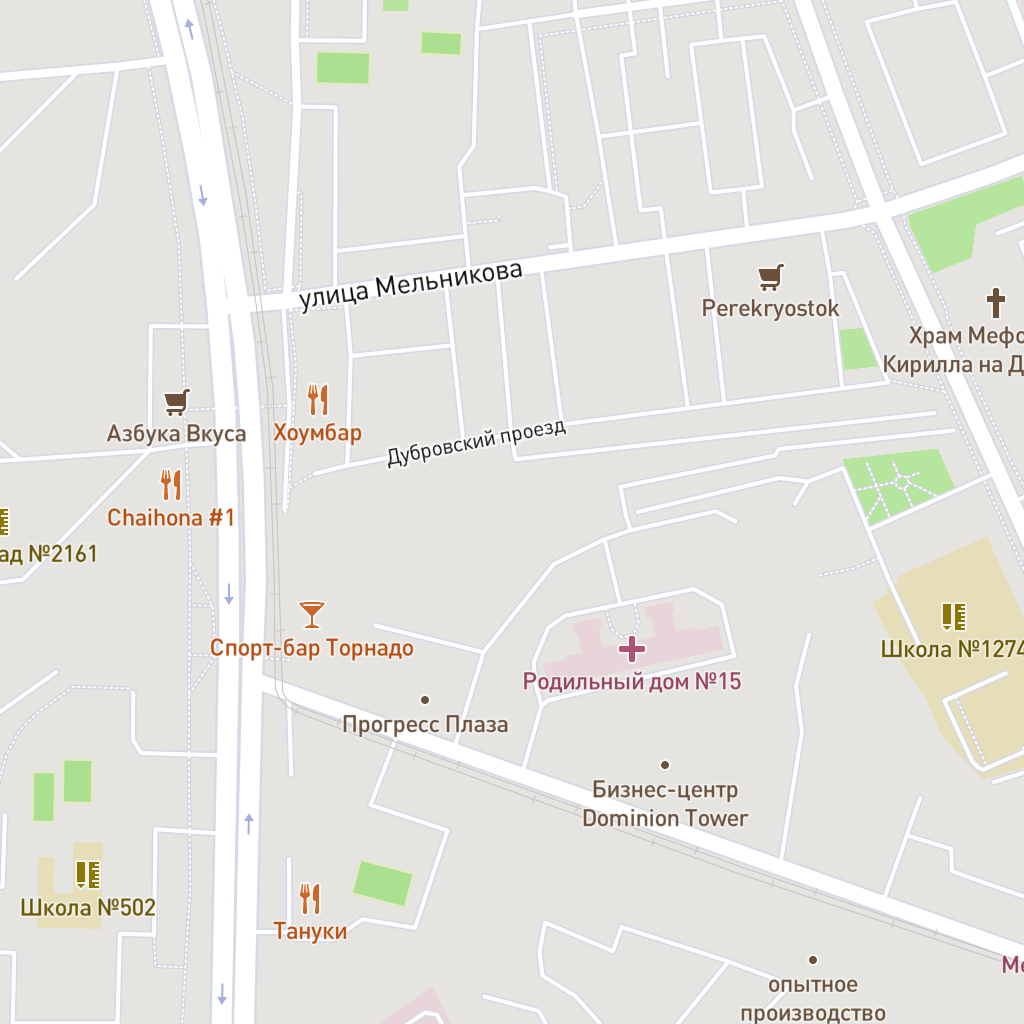 улица Мельникова
Perekryostok
Храм Мефо
Кирилла на Д
Азбука Вкуса
Хоумбар
Дубровский проезд
Chaihona #1
ад №2161
Спорт-бар Торнадо
Школа №1274
Родильный дом №15
Прогресс Плаза
Бизнес-центр
Dominion Tower
Школа №502
Тануки
Ме
опытное
производство